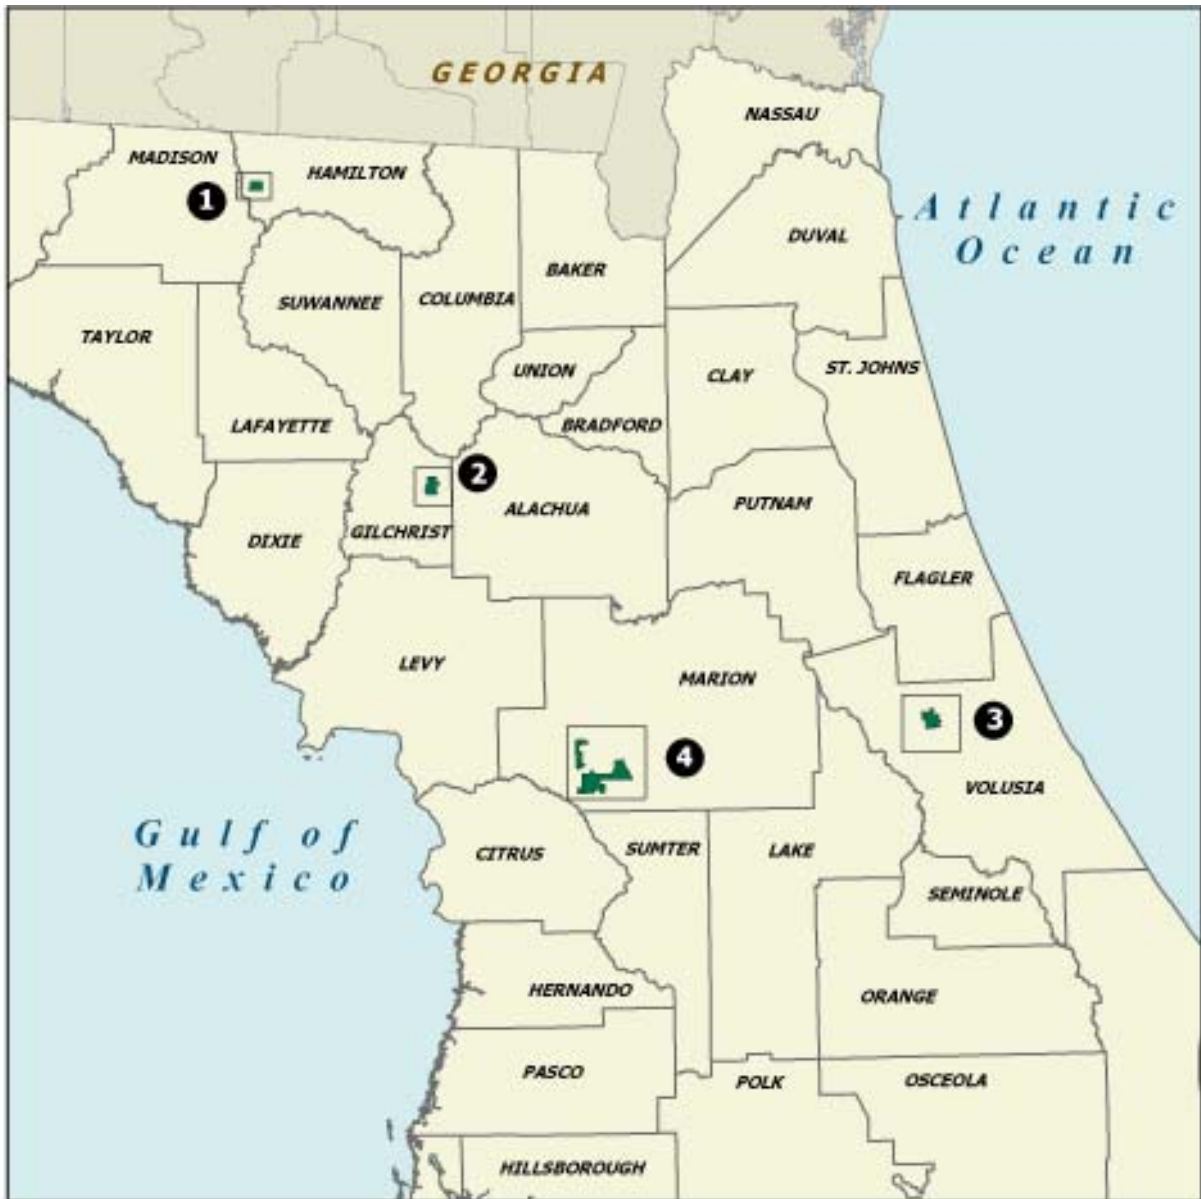 GEORGIA
NASSAU
MADISON
HAMILTON
1
Atlantic
Ocean
DUVAL
BAKER
SUWANNEE
COLUMBIA
TAYLOR
UNION
CLAY
ST. JOHNS
LAFAYETTE
BRADFORD
2
ALACHUA
PUTNAM
GILCHRIST
DIXIE
FLAGLER
LEVY
MARION
3
4
VOLUSIA
Gulf of
Mexico
CITRUS
SUMTER
LAKE
SEMINOLE
HERNANDO
ORANGE
PASCO
POLK
OSCEOLA
HILLSBOROUGH